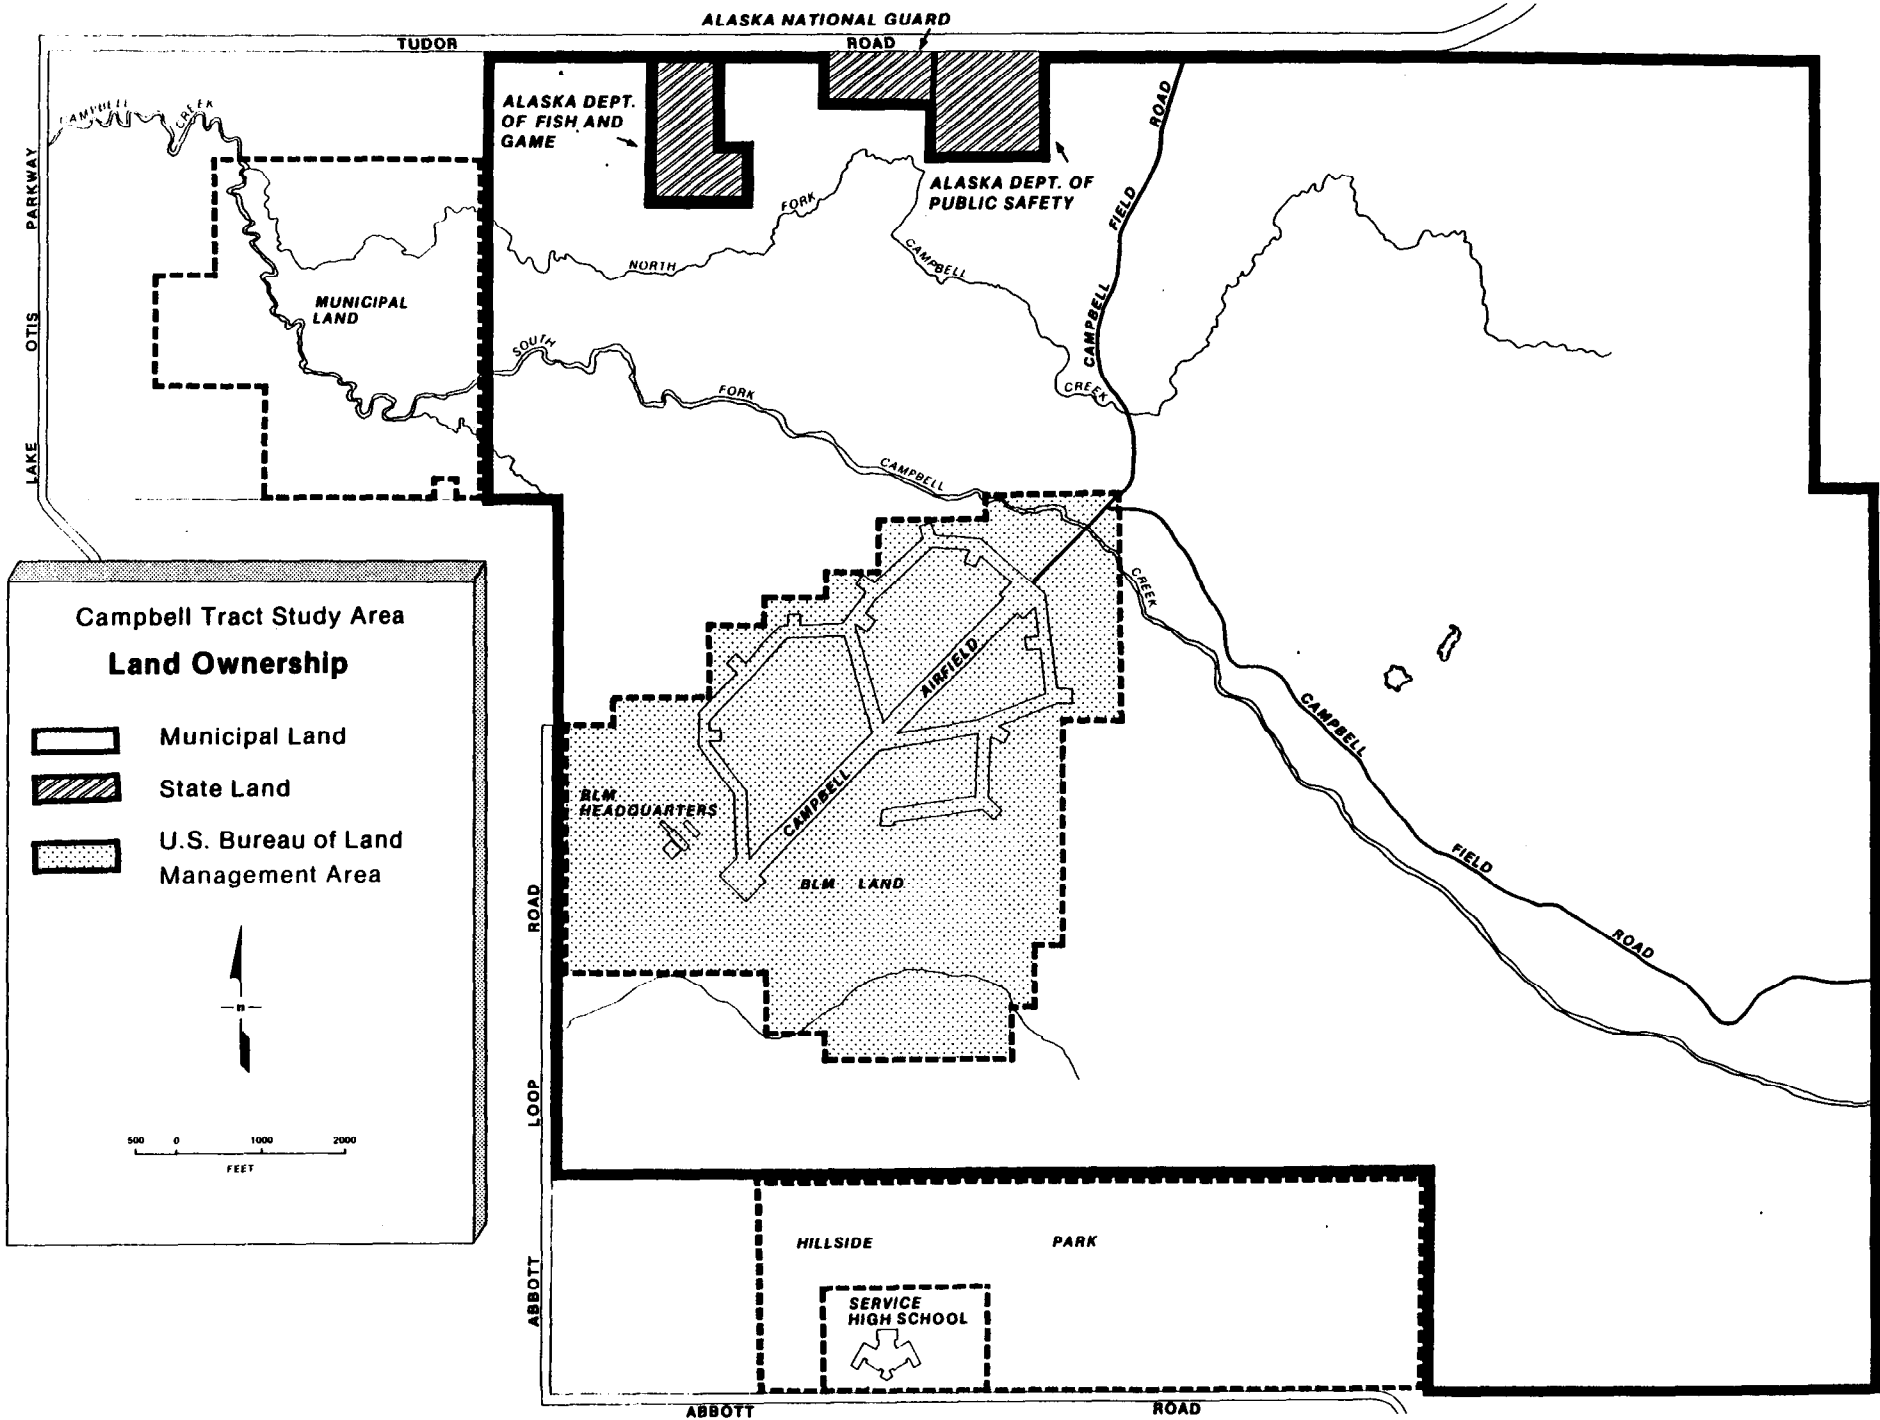 ALASKA NATIONAL GUARD
TUDOR
ROAD
CAMPBELL
CREEK
ALASKA DEPT.
OF FISH AND
GAME
ALASKA DEPT. OF
PUBLIC SAFETY
CAMPBELL
FIELD
ROAD
LAKE
OTIS
PARKWAY
MUNICIPAL
LAND
NORTH
FORK
CAMPBELL
CREEK
SOUTH
FORK
CAMPBELL
CREEK
Campbell Tract Study Area
Land Ownership
Municipal Land
State Land
U.S. Bureau of Land
Management Area
n
500 0 1000 2000
FEET
CAMPBELL
AIRFIELD
BLM
HEADQUARTERS
BLM LAND
CAMPBELL
FIELD
ROAD
ABBOTT
LOOP
ROAD
HILLSIDE PARK
SERVICE
HIGH SCHOOL
ABBOTT
ROAD